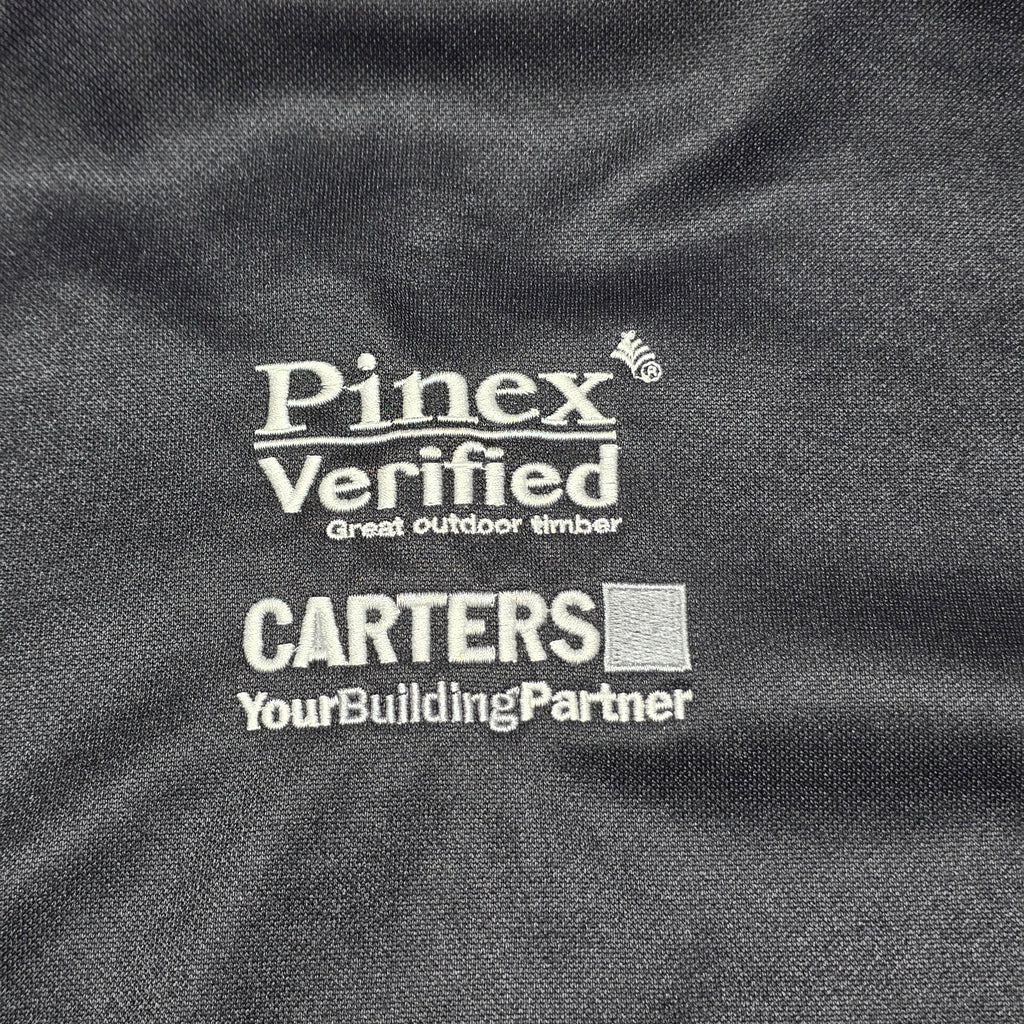 Pinex®
Verified
Great outdoor timber
CARTERS
YourBuildingPartner